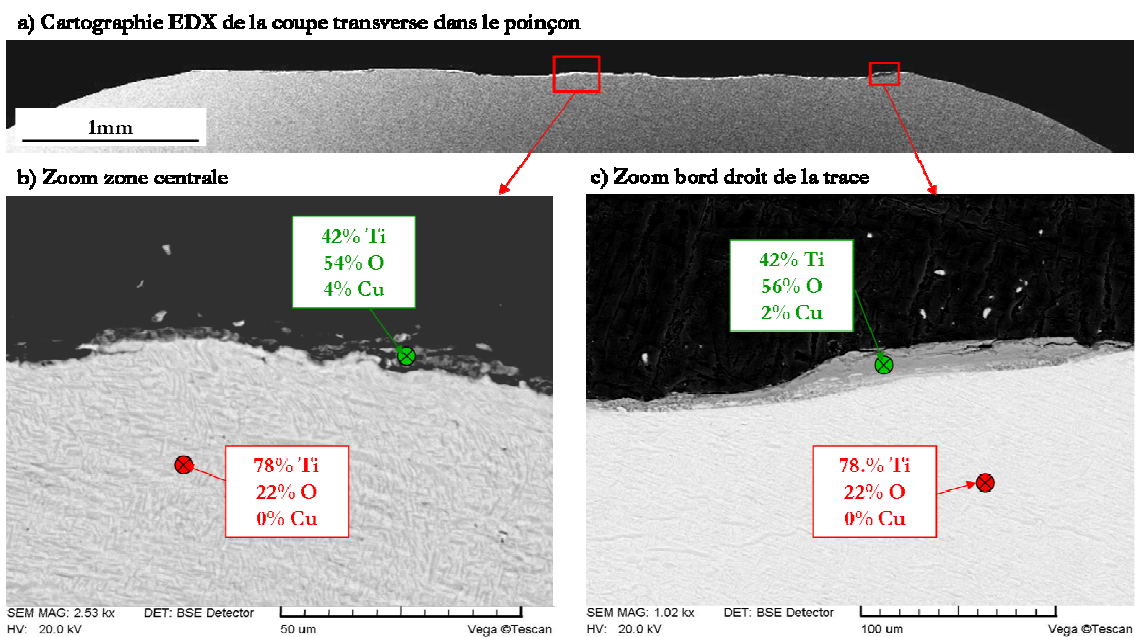 a) Cartographie EDX de la coupe transverse dans le poinçon
1mm
b) Zoom zone centrale
42% Ti
54% O
4% Cu
78% Ti
22% O
0% Cu
SEM MAG: 2.53 kx DET: BSE Detector
HV: 20.0 kV 50 um Vega ©Tescan
c) Zoom bord droit de la trace
42% Ti
56% O
2% Cu
78.% Ti
22% O
0% Cu
SEM MAG: 1.02 kx DET: BSE Detector
HV: 20.0 kV 100 um Vega ©Tescan